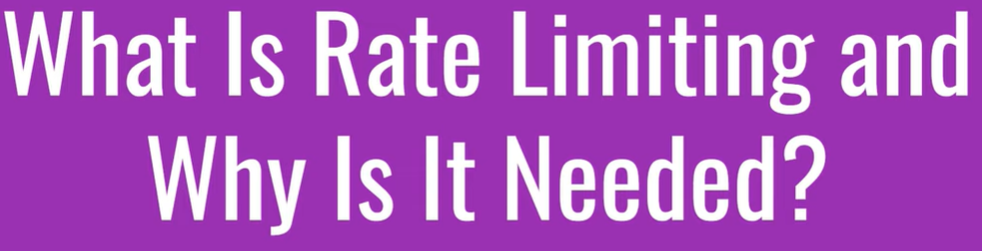 What Is Rate Limiting and
Why Is It Needed?